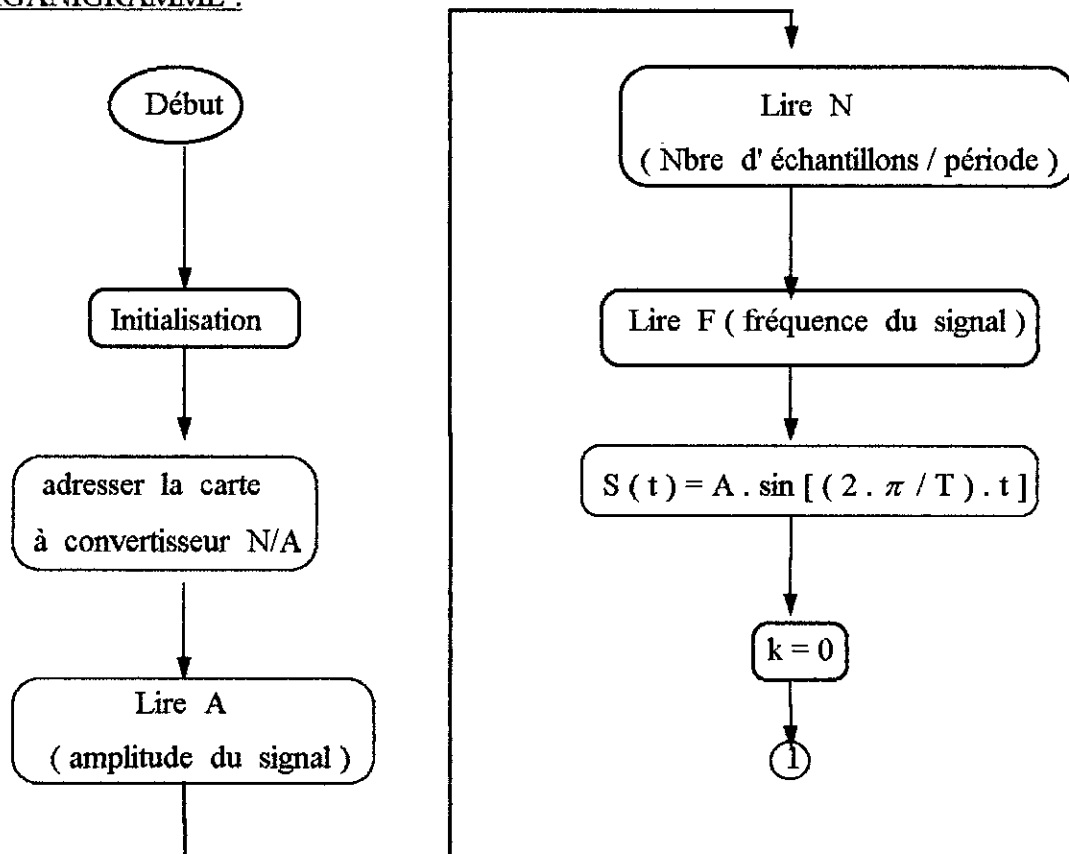 GANIGRAMME :
Début
Initialisation
adresser la carte
à convertisseur N/A
Lire A
( amplitude du signal )
Lire N
( Nbre d' échantillons / période )
Lire F ( fréquence du signal )
S ( t ) = A . sin [ ( 2 . π / T ) . t ]
k = 0
1